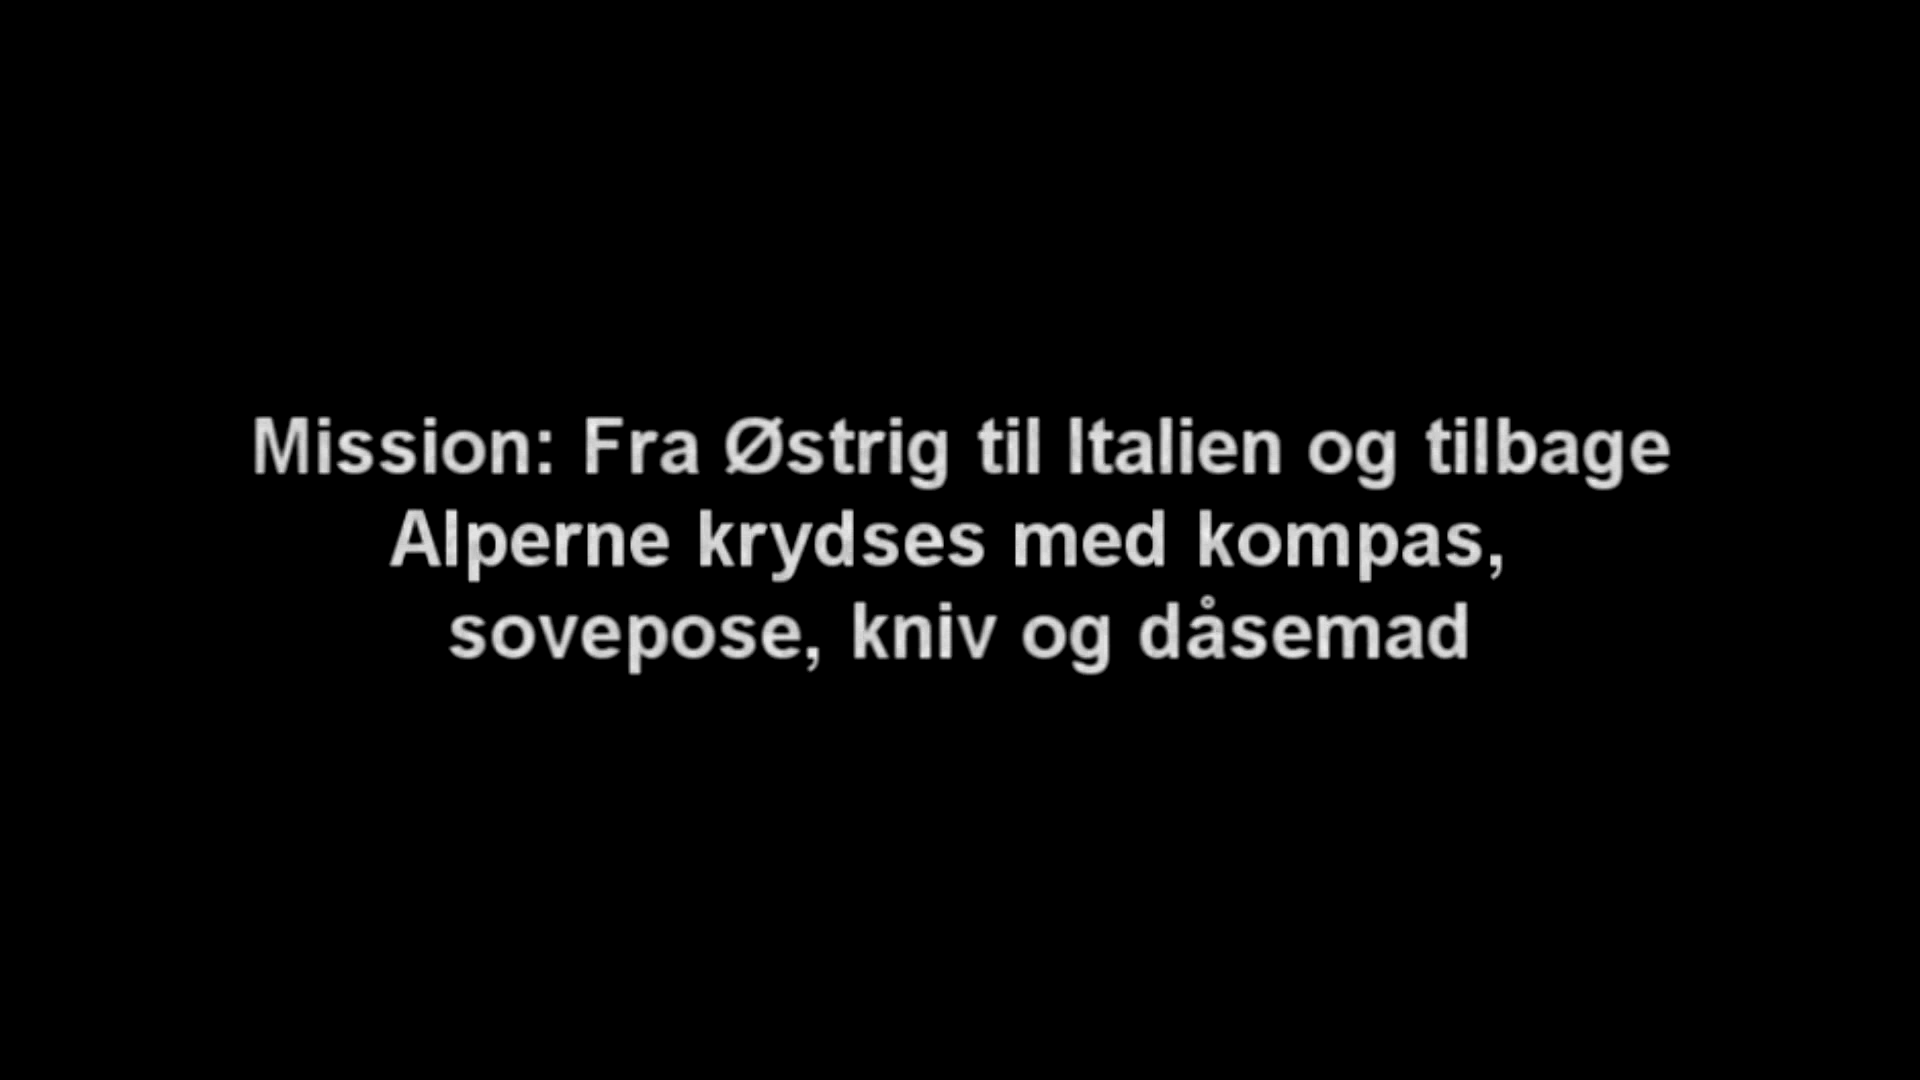 Mission: Fra Østrig til Italien og tilbage
Alperne krydses med kompas,
sovepose, kniv og dåsemad